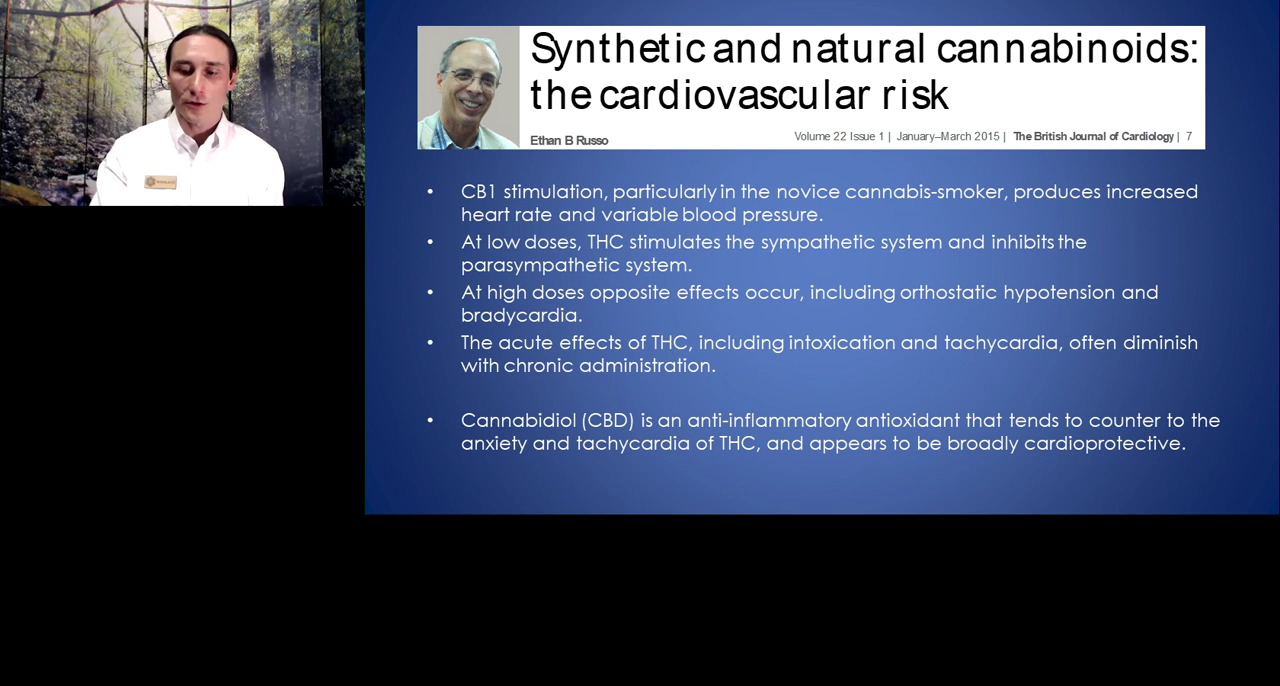 Synthetic and natural cannabinoids:
the cardiovascular risk
Ethan B Russo
Volume 22 Issue 1 | January–March 2015 | The British Journal of Cardiology | 7
• CB1 stimulation, particularly in the novice cannabis-smoker, produces increased
heart rate and variable blood pressure.
• At low doses, THC stimulates the sympathetic system and inhibits the
parasympathetic system.
• At high doses opposite effects occur, including orthostatic hypotension and
bradycardia.
• The acute effects of THC, including intoxication and tachycardia, often diminish
with chronic administration.
• Cannabidiol (CBD) is an anti-inflammatory antioxidant that tends to counter to the
anxiety and tachycardia of THC, and appears to be broadly cardioprotective.